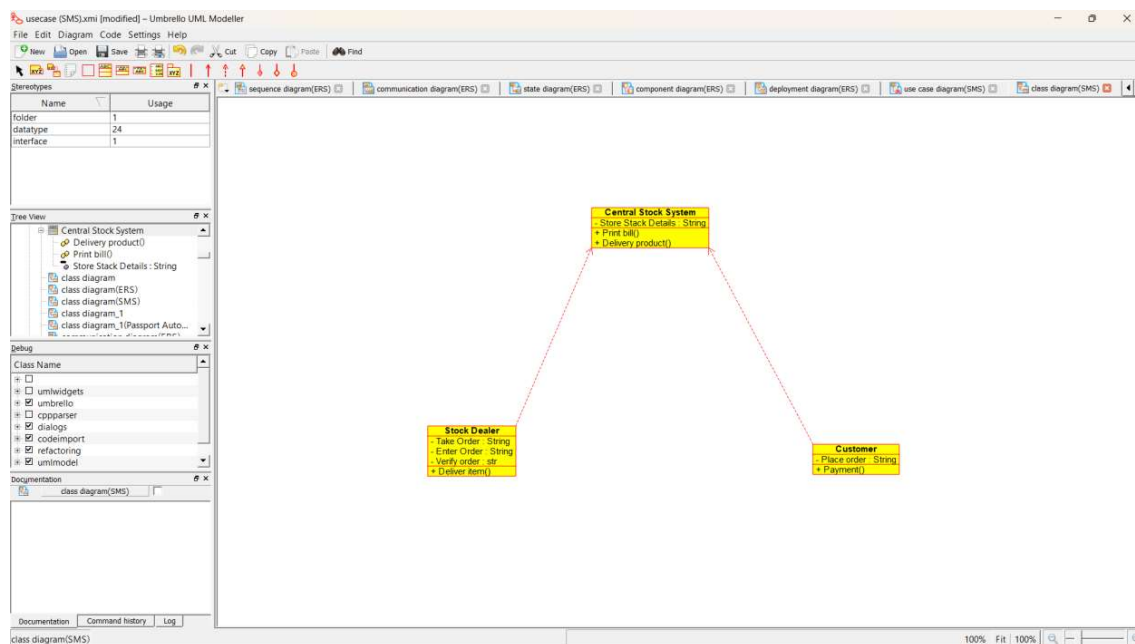 usecase (SMS).xmi [modified] – Umbrello UML Modeller
File Edit Diagram Code Settings Help
New Open Save Cut Copy Paste Find
Stereotypes
Name Usage
folder 1
datatype 24
interface 1
Tree View
Central Stock System
Delivery product()
Print bill()
Store Stack Details : String
class diagram
class diagram(ERS)
class diagram(SMS)
class diagram_1
class diagram_1(Passport Auto...
communication diagram(ERS)
Debug
Class Name
umlwidgets
umbrello
cppparser
dialogs
codeimport
refactoring
umlmodel
Documentation
class diagram(SMS)
Documentation Command history Log
class diagram(SMS)
sequence diagram(ERS) communication diagram(ERS) state diagram(ERS) component diagram(ERS) deployment diagram(ERS) use case diagram(SMS) class diagram(SMS)
Central Stock System
- Store Stack Details : String
+ Print bill()
+ Delivery product()
Stock Dealer
- Take Order : String
- Enter Order : String
- Verify order : str
+ Deliver item()
Customer
- Place order : String
+ Payment()
100% Fit 100%